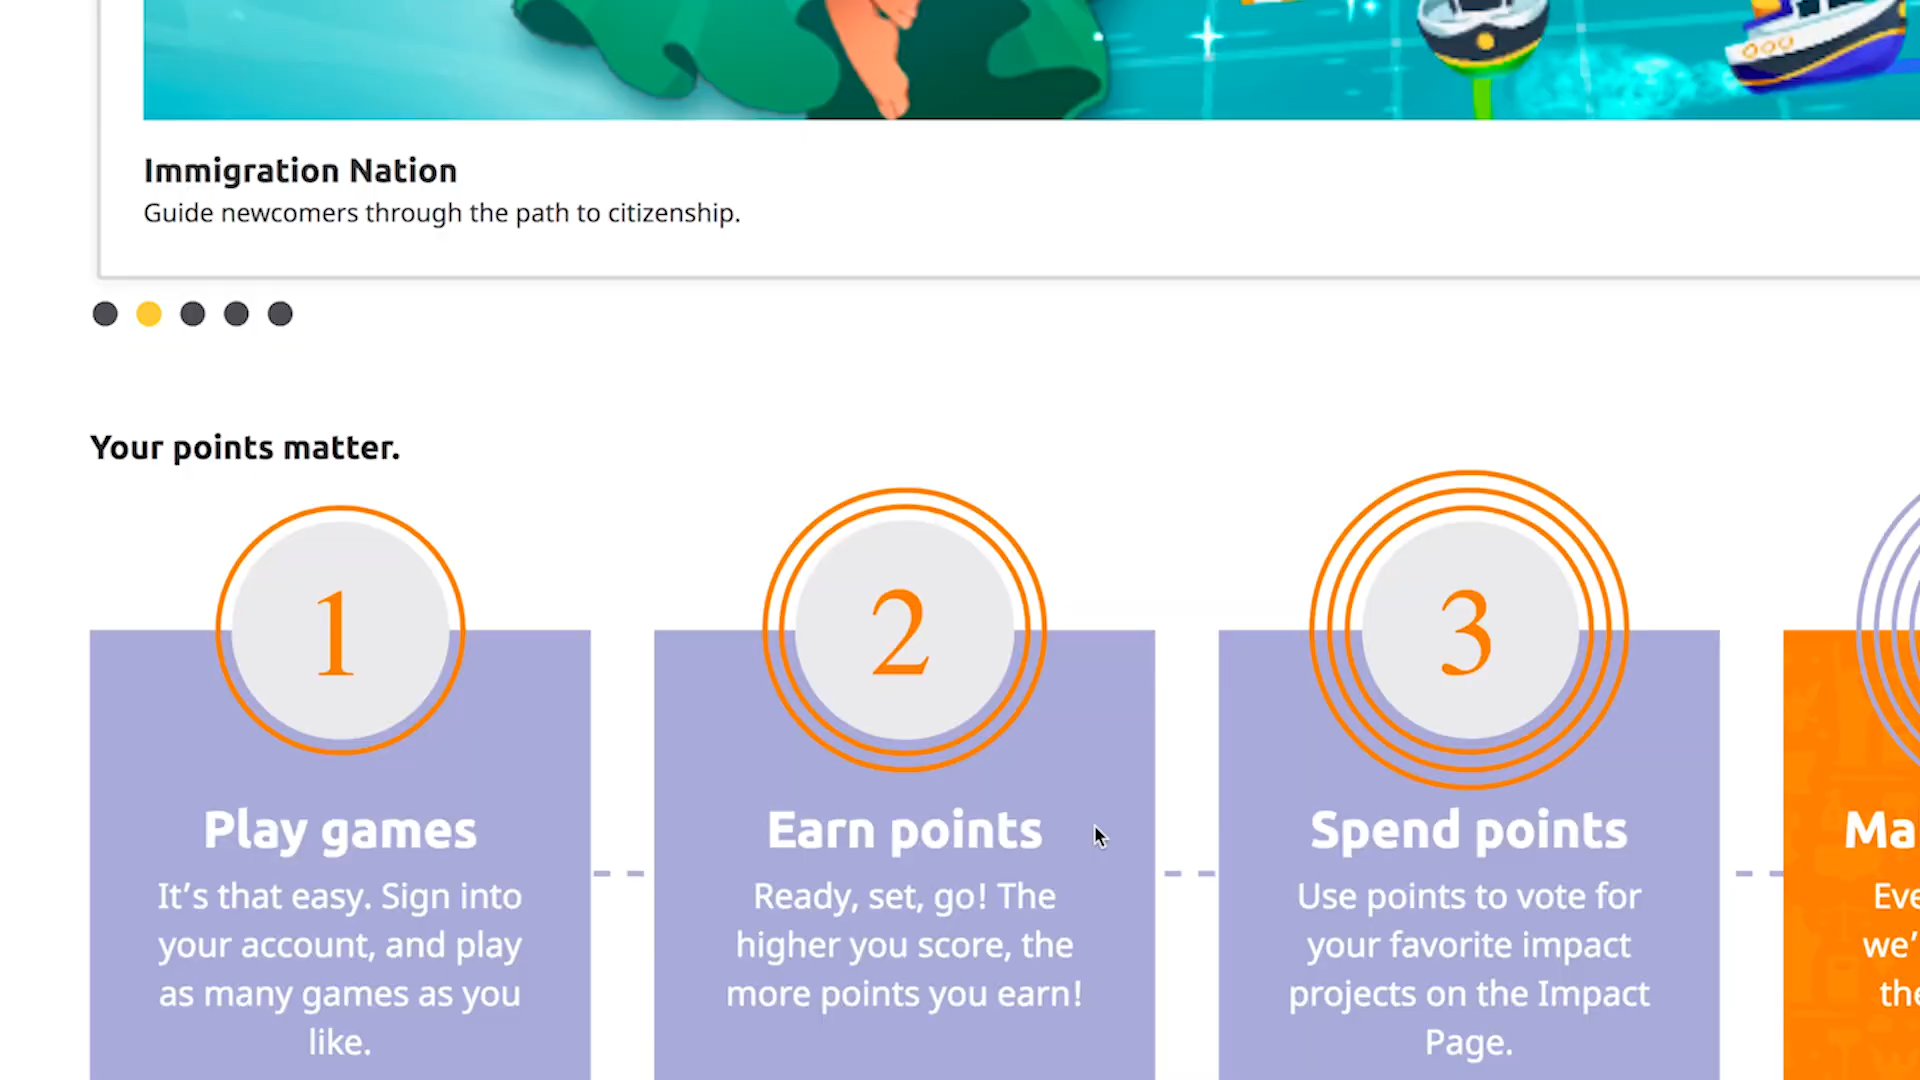 Immigration Nation
Guide newcomers through the path to citizenship.
Your points matter.
1
Play games
It’s that easy. Sign into
your account, and play
as many games as you
like.
2
Earn points
Ready, set, go! The
higher you score, the
more points you earn!
3
Spend points
Use points to vote for
your favorite impact
projects on the Impact
Page.